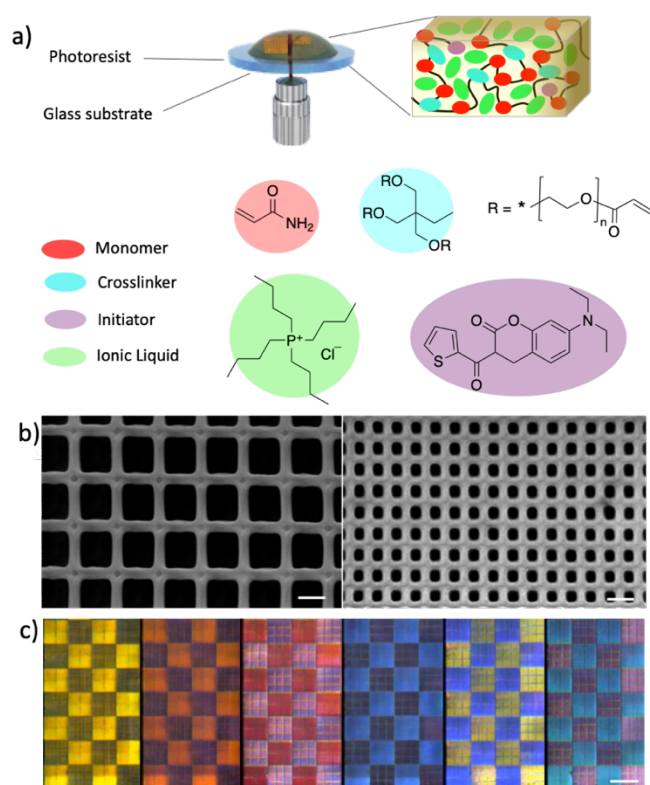 a)
Photoresist
Glass substrate
O
NH2
RO
RO
OR
R = * O n O
Monomer
Crosslinker
Initiator
Ionic Liquid
P+
Cl−
O O N
S
O
b)
c)